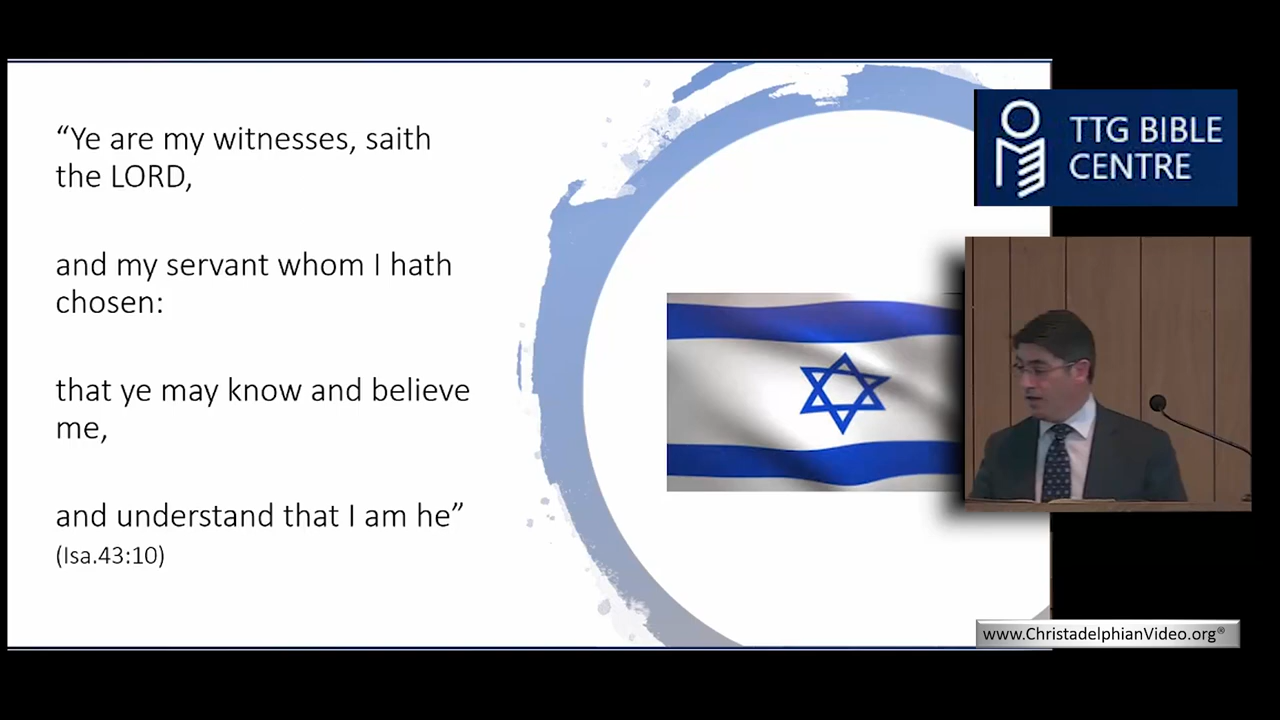 “Ye are my witnesses, saith
the LORD,
and my servant whom I hath
chosen:
that ye may know and believe
me,
and understand that I am he”
(Isa.43:10)
TTG BIBLE
CENTRE
www.ChristadelphianVideo.org®